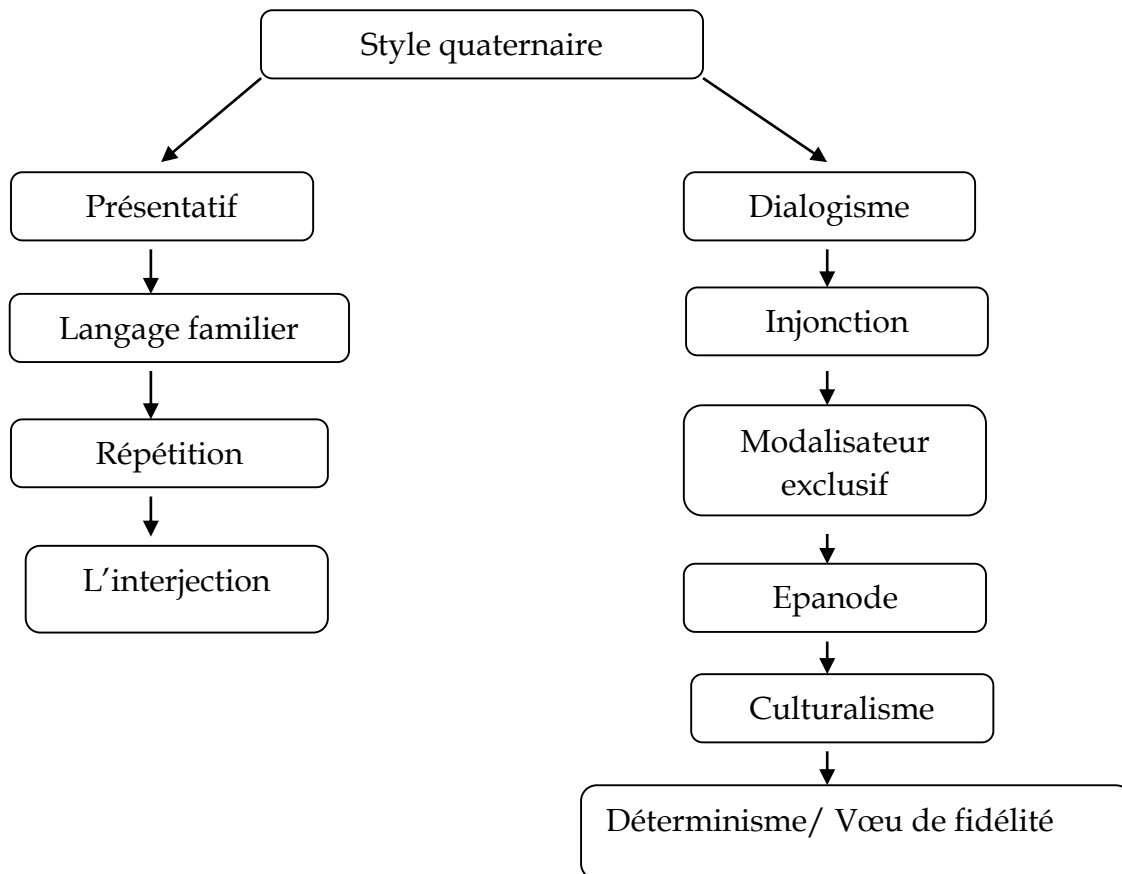 Style quaternaire
Présentatif
Langage familier
Répétition
L’interjection
Dialogisme
Injonction
Modalisateur
exclusif
Epanode
Culturalisme
Déterminisme/ Vœu de fidélité